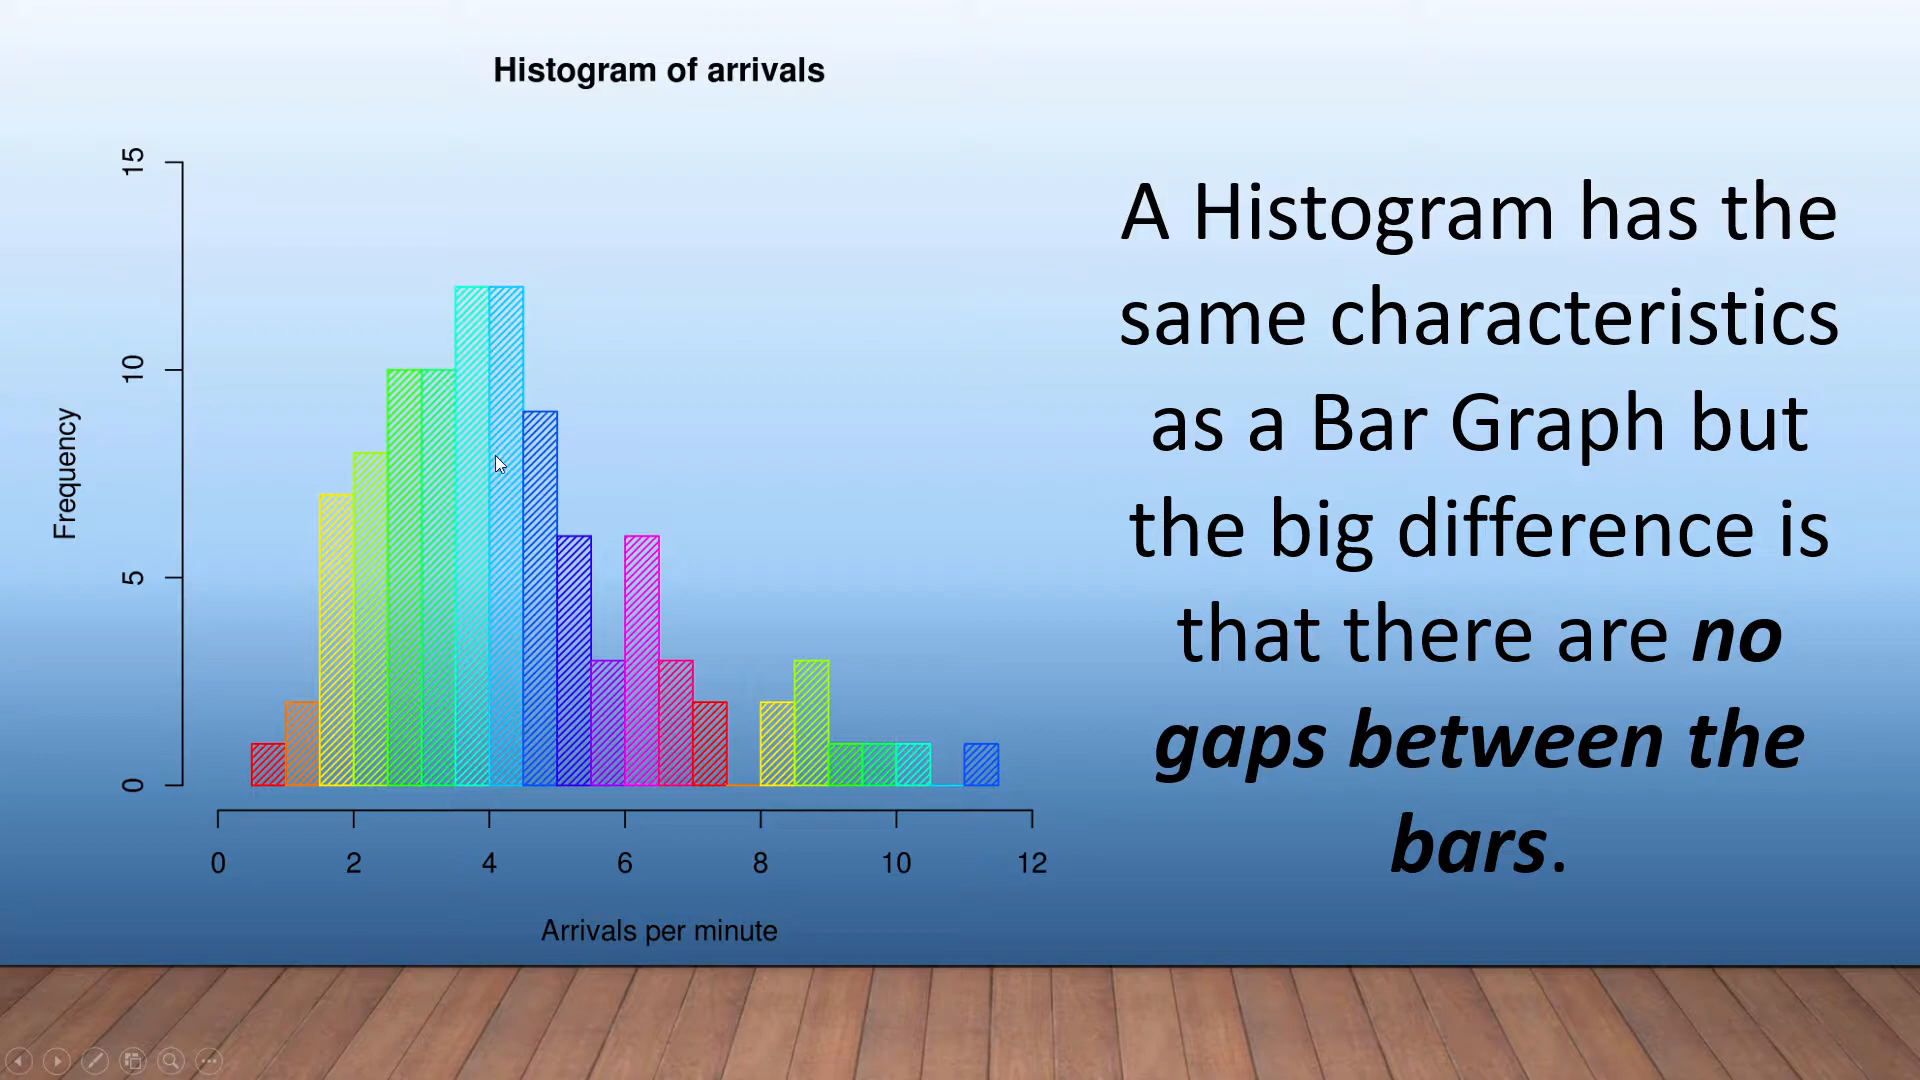 Histogram of arrivals
15
10
5
0
Frequency
0 2 4 6 8 10 12
Arrivals per minute
A Histogram has the
same characteristics
as a Bar Graph but
the big difference is
that there are no
gaps between the
bars.